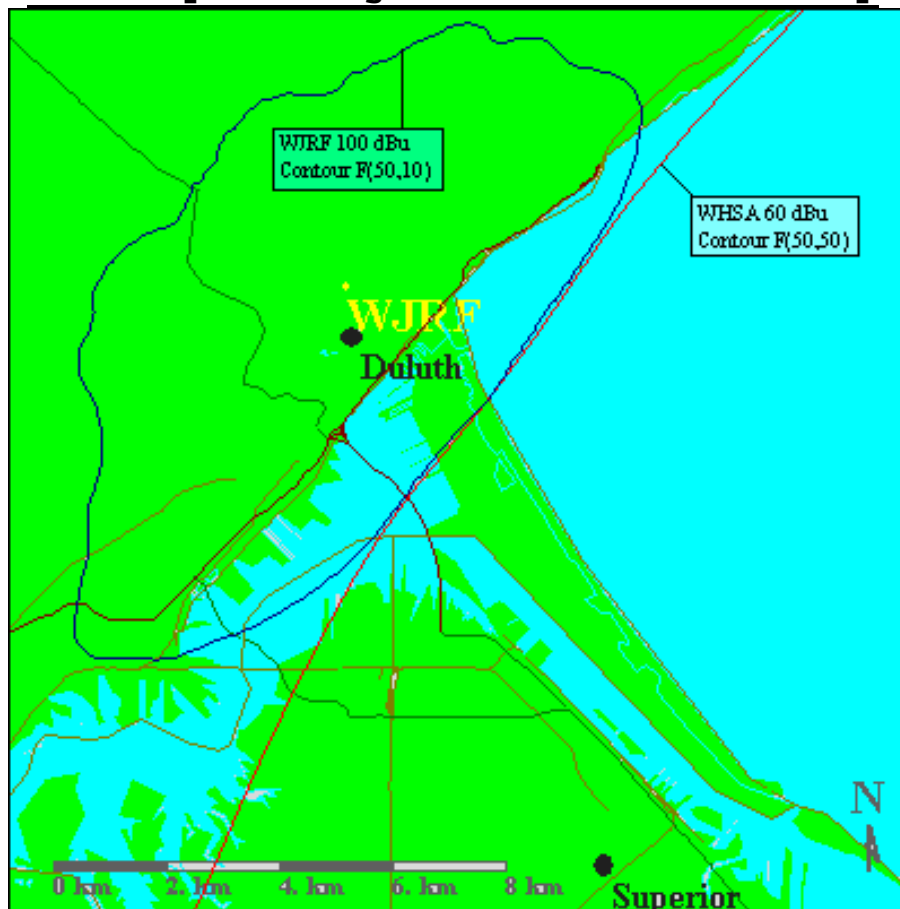 WJRF 100 dBu
Contour F(50,10)
WHSA 60 dBu
Contour F(50,50)
WJRF
Duluth
N
0 km 2. km 4. km 6. km 8 km
Superior